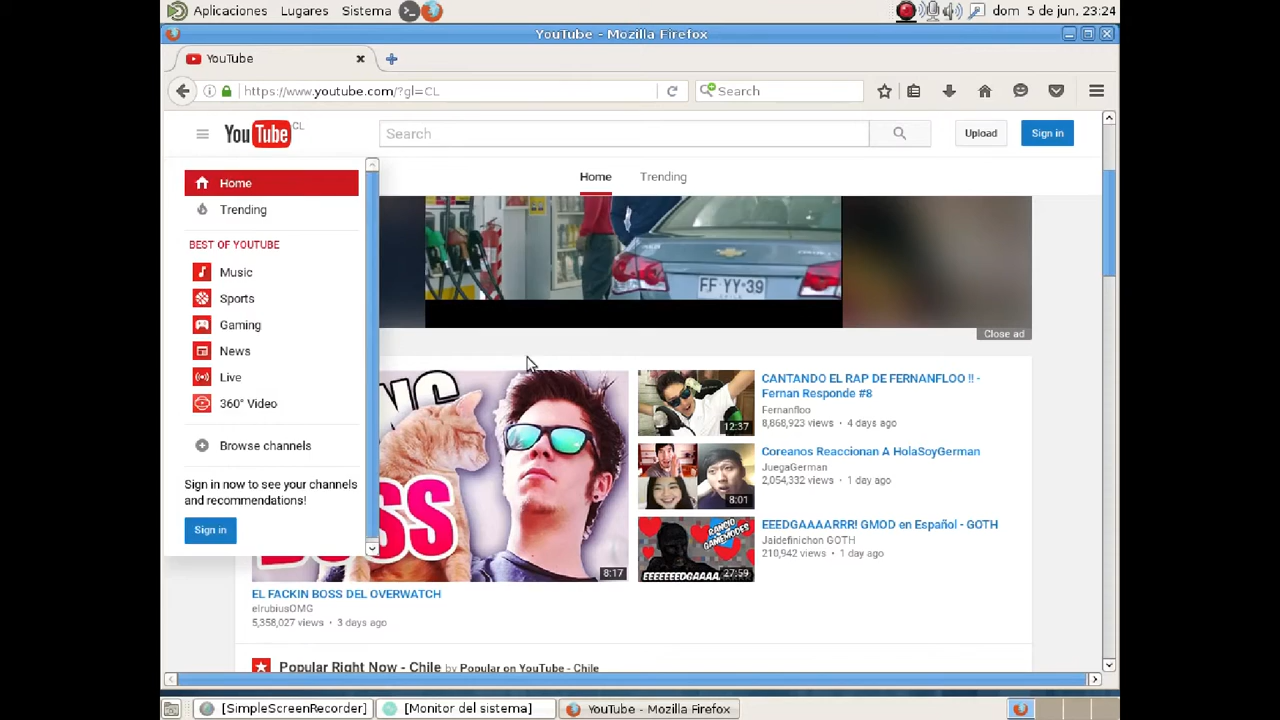 Aplicaciones Lugares Sistema
dom 5 de jun, 23:24
YouTube - Mozilla Firefox
YouTube
https://www.youtube.com/?gl=CL
Search
YouTube CL
Search
Upload
Sign in
Home
Trending
Home
Trending
BEST OF YOUTUBE
Music
Sports
Gaming
News
Live
360° Video
Browse channels
Sign in now to see your channels
and recommendations!
Sign in
FF YY-39
Close ad
BOSS
8:17
EL FACKIN BOSS DEL OVERWATCH
elrubiusOMG
5,358,027 views • 3 days ago
12:37
CANTANDO EL RAP DE FERNANFLOO !! -
Fernan Responde #8
Fernanfloo
8,868,923 views • 4 days ago
8:01
Coreanos Reaccionan A HolaSoyGerman
JuegaGerman
2,054,332 views • 1 day ago
27:59
EEEDGAAAARRR! GMOD en Español - GOTH
Jaidefinichon GOTH
210,942 views • 1 day ago
Popular Right Now - Chile by Popular on YouTube - Chile
[SimpleScreenRecorder]
[Monitor del sistema]
YouTube - Mozilla Firefox